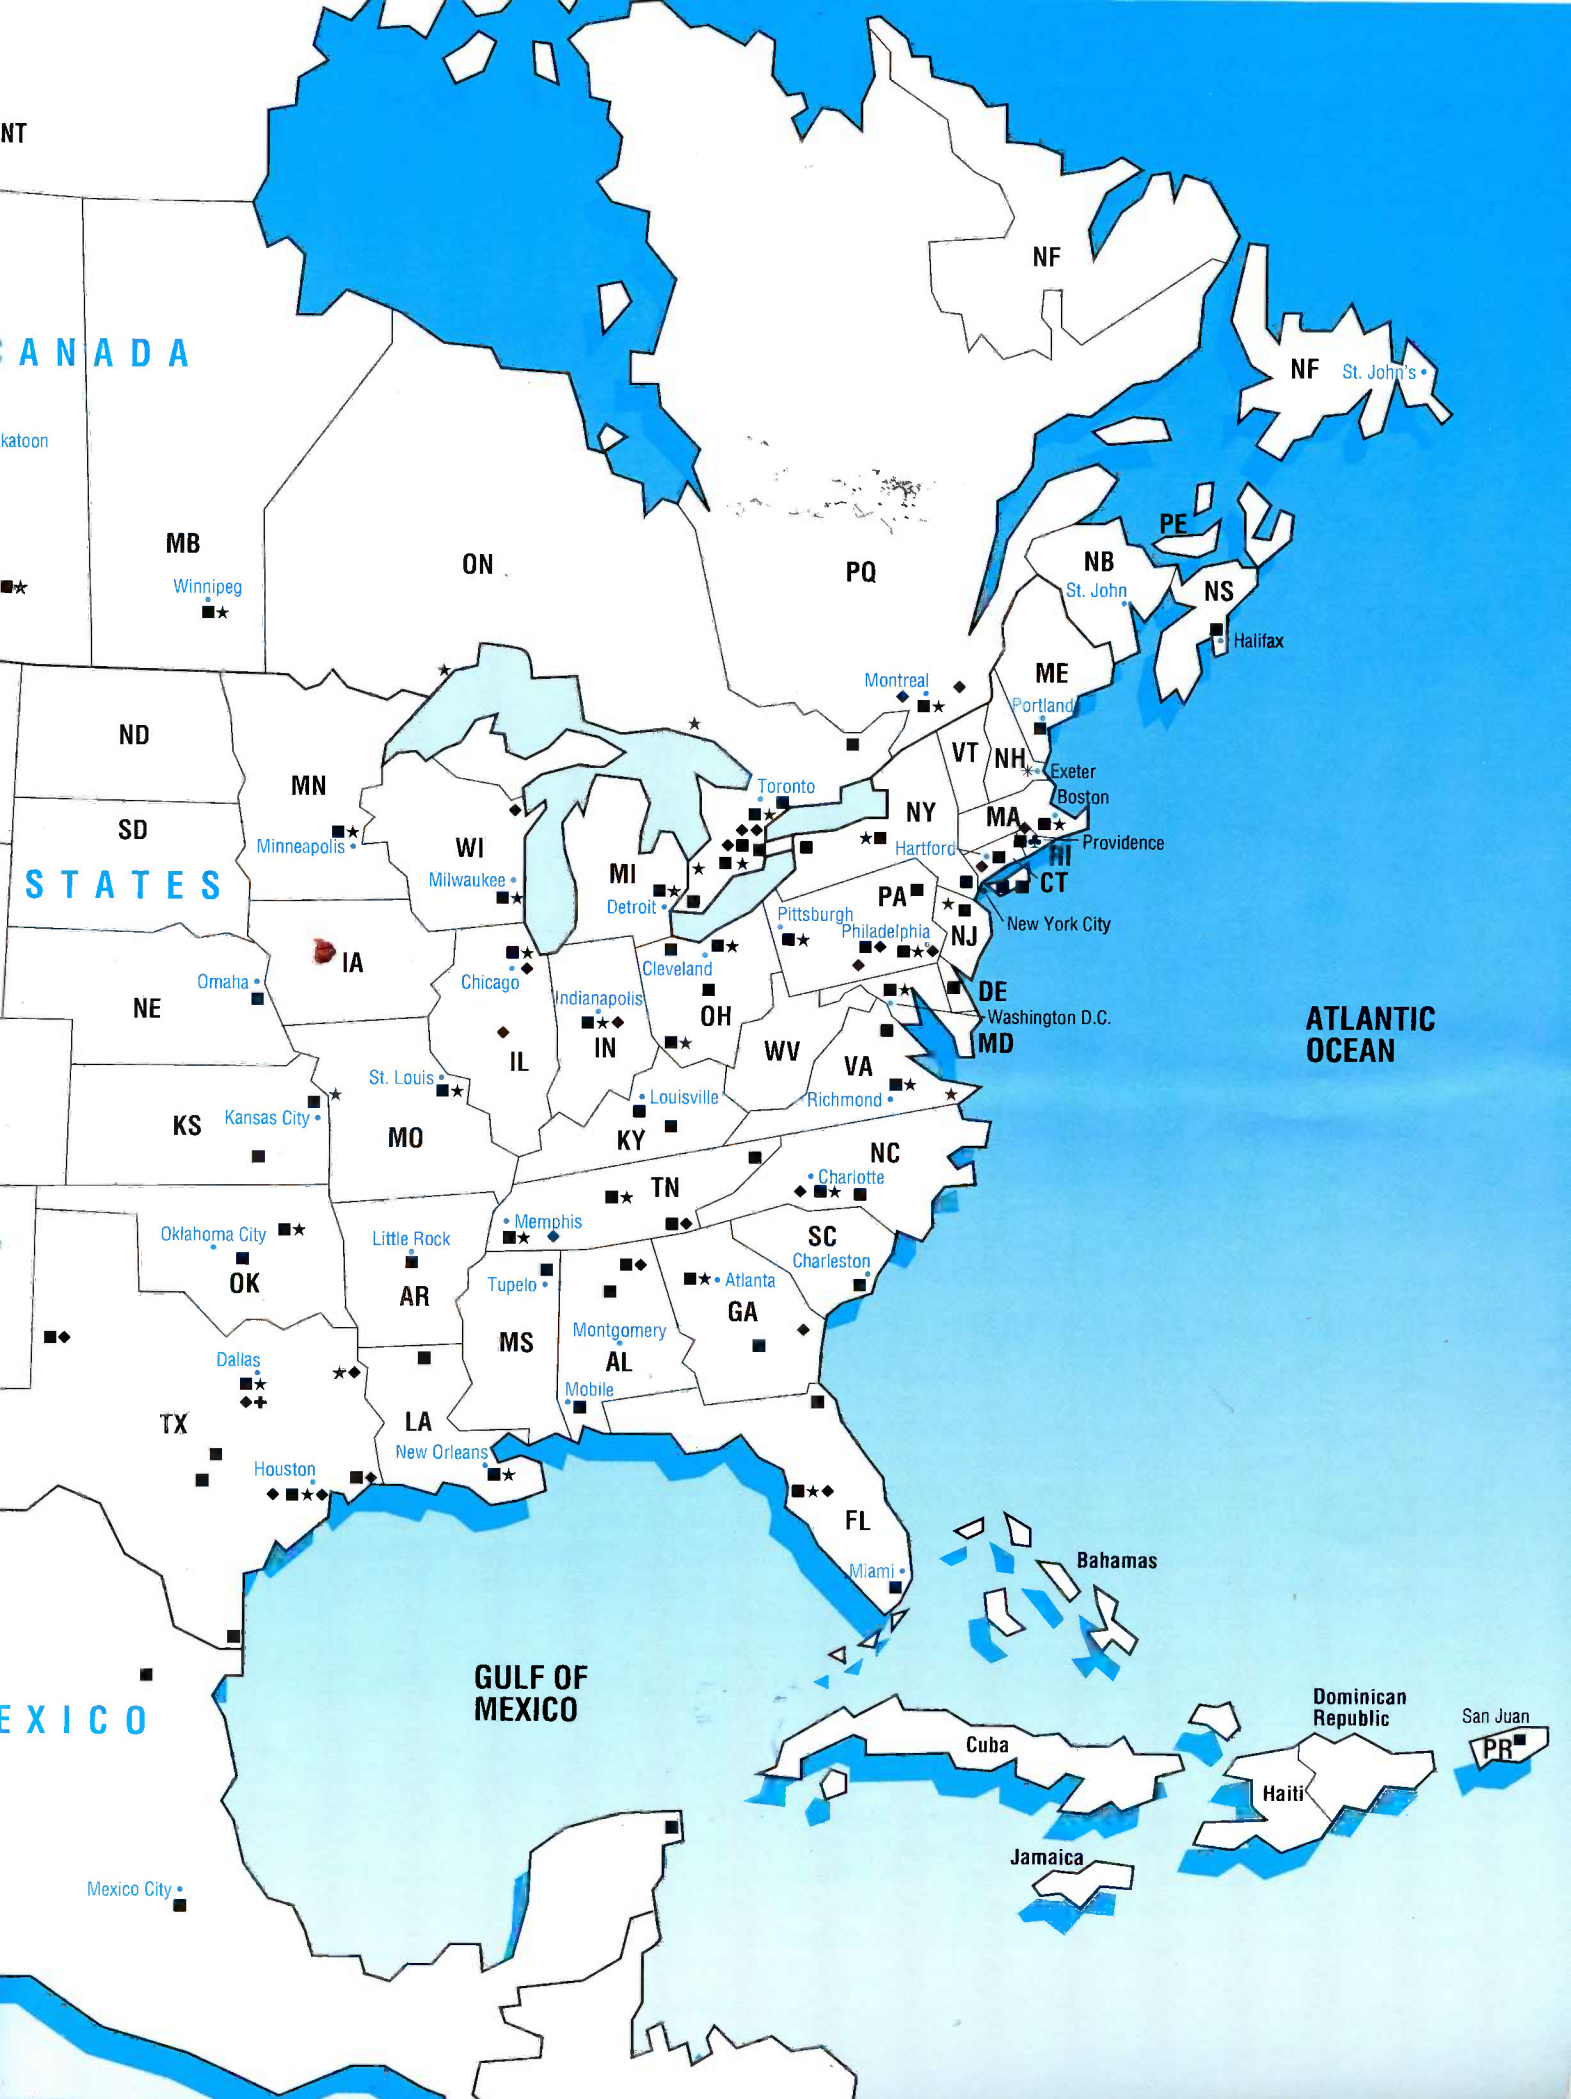 NT
NF
CANADA
NF
St. John's
katoon
PE
MB
ON
PQ
NB
Winnipeg
St. John
NS
Halifax
ME
Montreal
Portland
ND
VT
NH
MN
Exeter
Toronto
Boston
SD
NY
MA
Minneapolis
WI
Hartford
Providence
RI
STATES
Milwaukee
MI
CT
Detroit
PA
Pittsburgh
New York City
Philadelphia
NJ
IA
Cleveland
Omaha
Chicago
Indianapolis
DE
NE
OH
Washington D.C.
ATLANTIC
OCEAN
IL
IN
WV
MD
VA
St. Louis
Louisville
Richmond
KS
Kansas City
MO
KY
NC
Charlotte
TN
Oklahoma City
Little Rock
Memphis
SC
Charleston
OK
AR
Tupelo
Atlanta
GA
MS
Montgomery
AL
Dallas
Mobile
TX
LA
New Orleans
Houston
FL
Bahamas
Miami
GULF OF
MEXICO
EXICO
Dominican
Republic
San Juan
Cuba
PR
Haiti
Jamaica
Mexico City